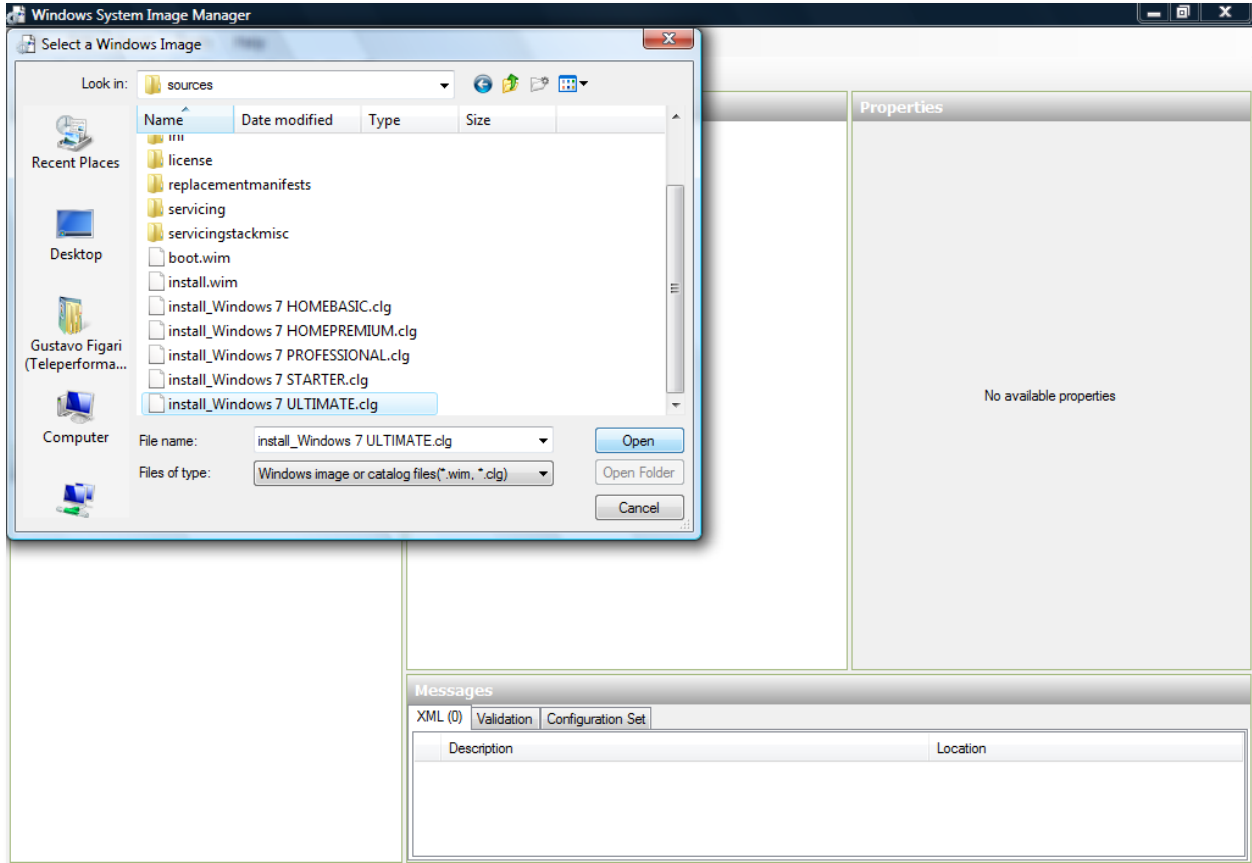 Windows System Image Manager
Select a Windows Image
Look in:
sources
Name
Date modified
Type
Size
license
replacementmanifests
servicing
servicingstackmisc
boot.wim
install.wim
install_Windows 7 HOMEBASIC.clg
install_Windows 7 HOMEPREMIUM.clg
install_Windows 7 PROFESSIONAL.clg
install_Windows 7 STARTER.clg
install_Windows 7 ULTIMATE.clg
Recent Places
Desktop
Gustavo Figari
(Teleperforma...
Computer
File name:
install_Windows 7 ULTIMATE.clg
Open
Files of type:
Windows image or catalog files(*.wim, *.clg)
Open Folder
Cancel
Properties
No available properties
Messages
XML (0)
Validation
Configuration Set
Description
Location